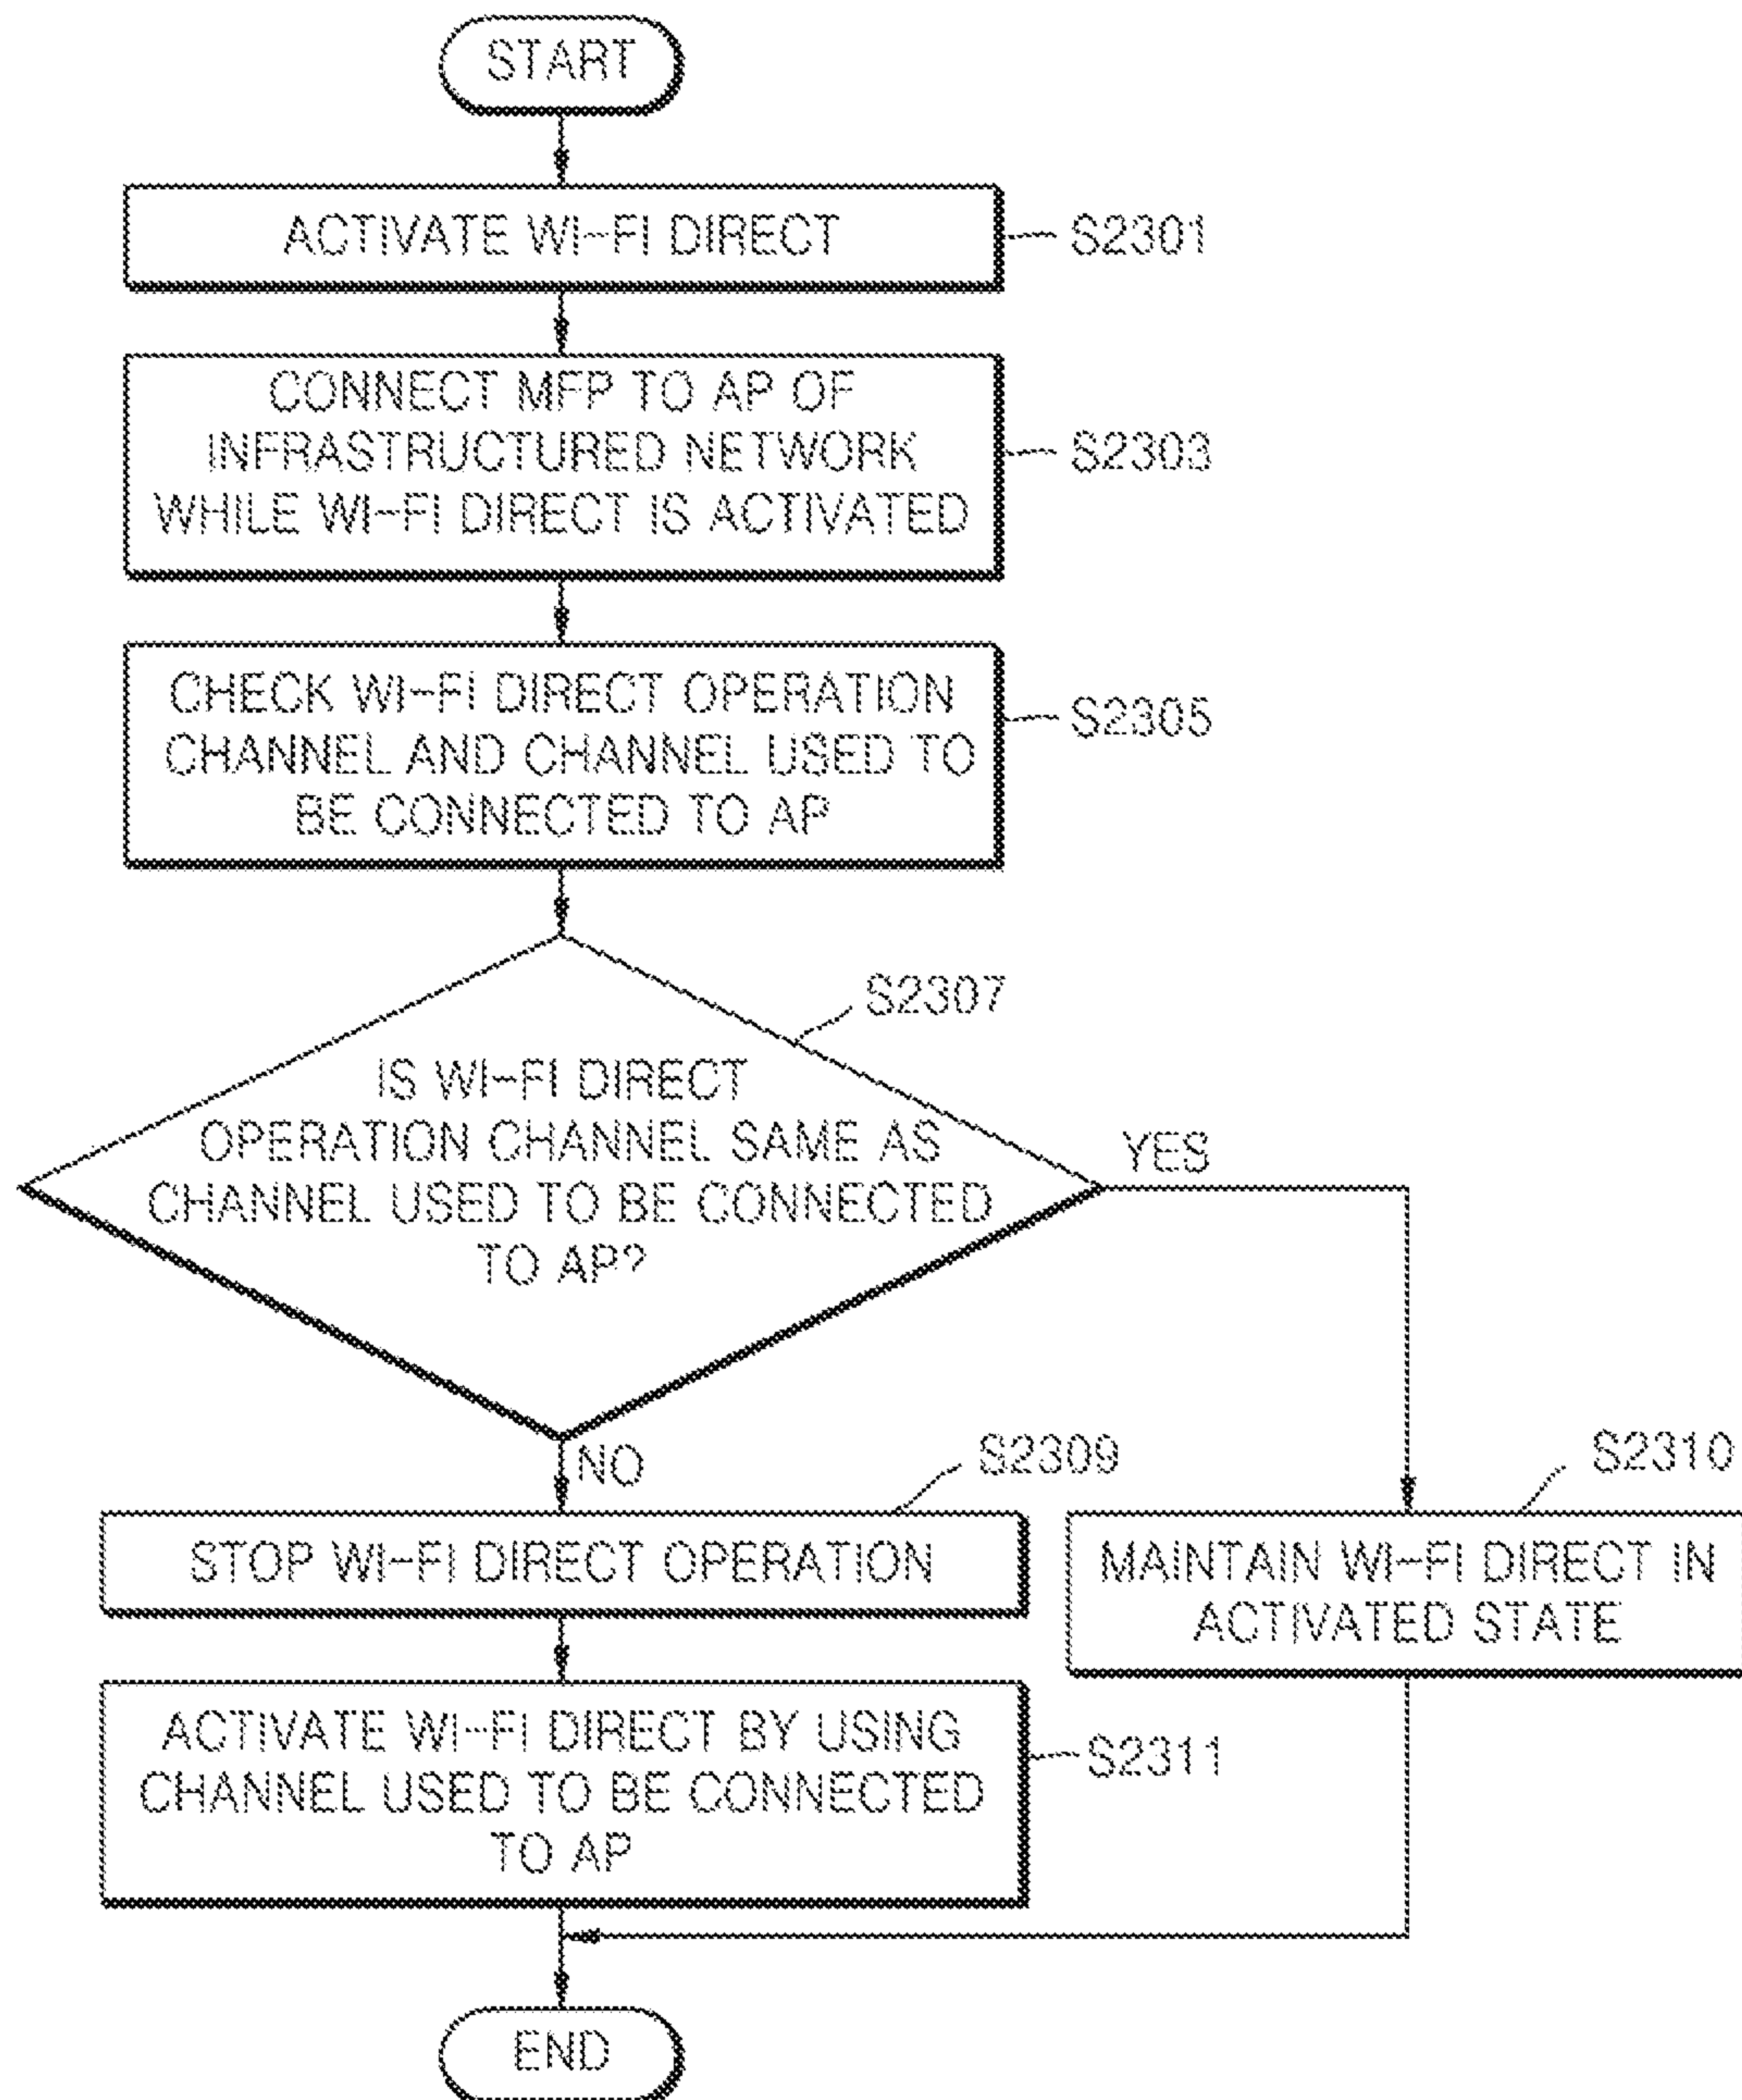 START
ACTIVATE WI-FI DIRECT
S2301
CONNECT MFP TO AP OF
INFRASTRUCTURED NETWORK
WHILE WI-FI DIRECT IS ACTIVATED
S2303
CHECK WI-FI DIRECT OPERATION
CHANNEL AND CHANNEL USED TO
BE CONNECTED TO AP
S2305
S2307
IS WI-FI DIRECT
OPERATION CHANNEL SAME AS
CHANNEL USED TO BE CONNECTED
TO AP?
YES
NO
S2309
STOP WI-FI DIRECT OPERATION
S2310
MAINTAIN WI-FI DIRECT IN
ACTIVATED STATE
ACTIVATE WI-FI DIRECT BY USING
CHANNEL USED TO BE CONNECTED
TO AP
S2311
END